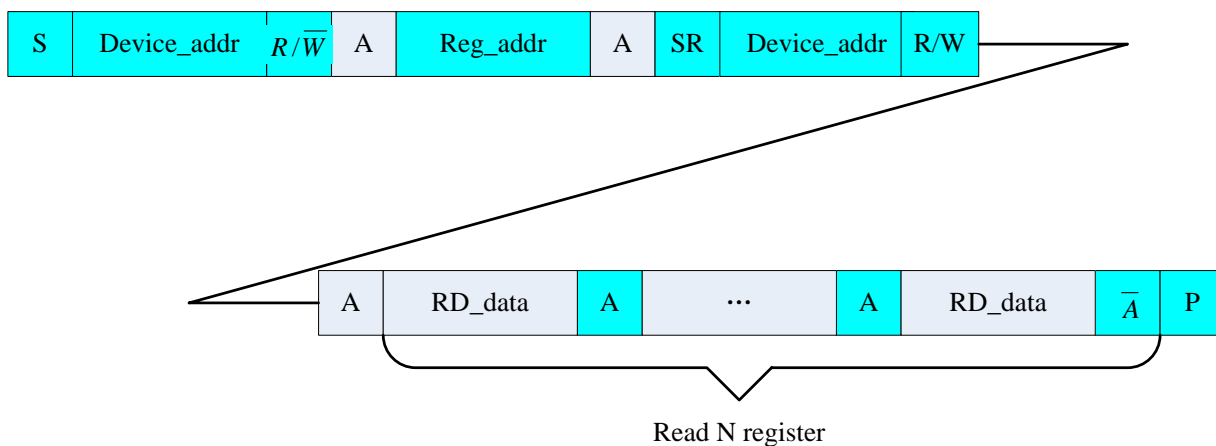 S Device_addr R/W̅ A Reg_addr A SR Device_addr R/W
A RD_data A ... A RD_data A̅ P
Read N register